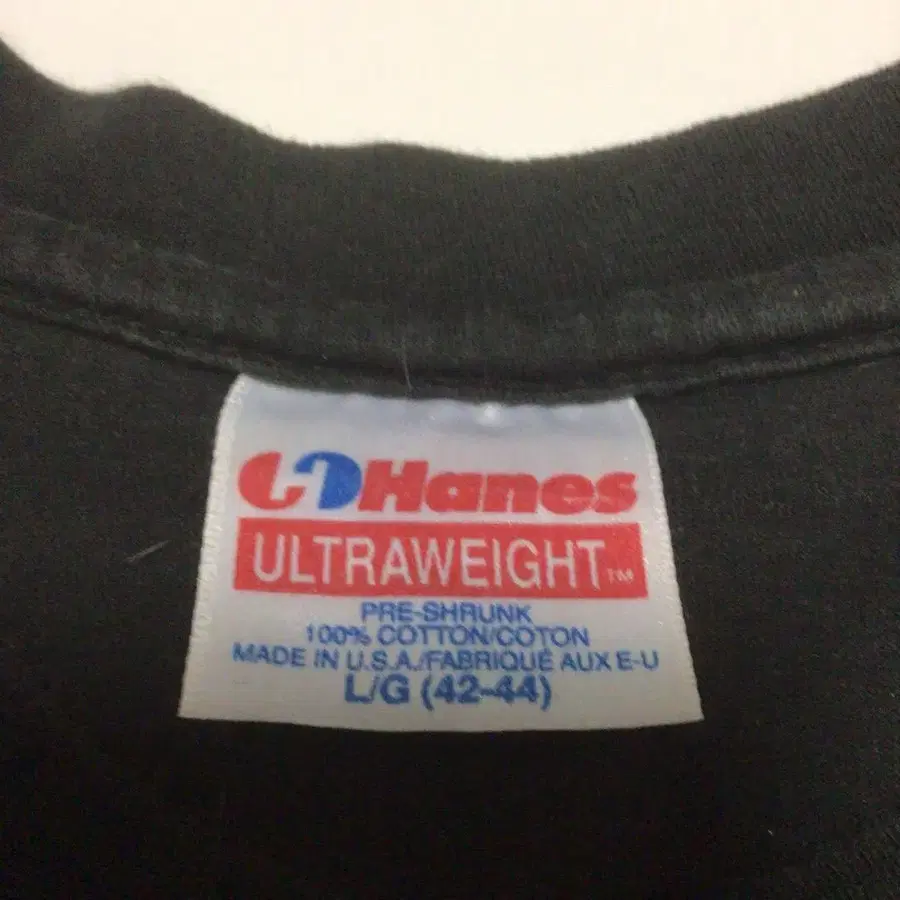 Hanes
ULTRAWEIGHT™
PRE-SHRUNK
100% COTTON/COTON
MADE IN U.S.A./FABRIQUÉ AUX E-U
L/G (42-44)